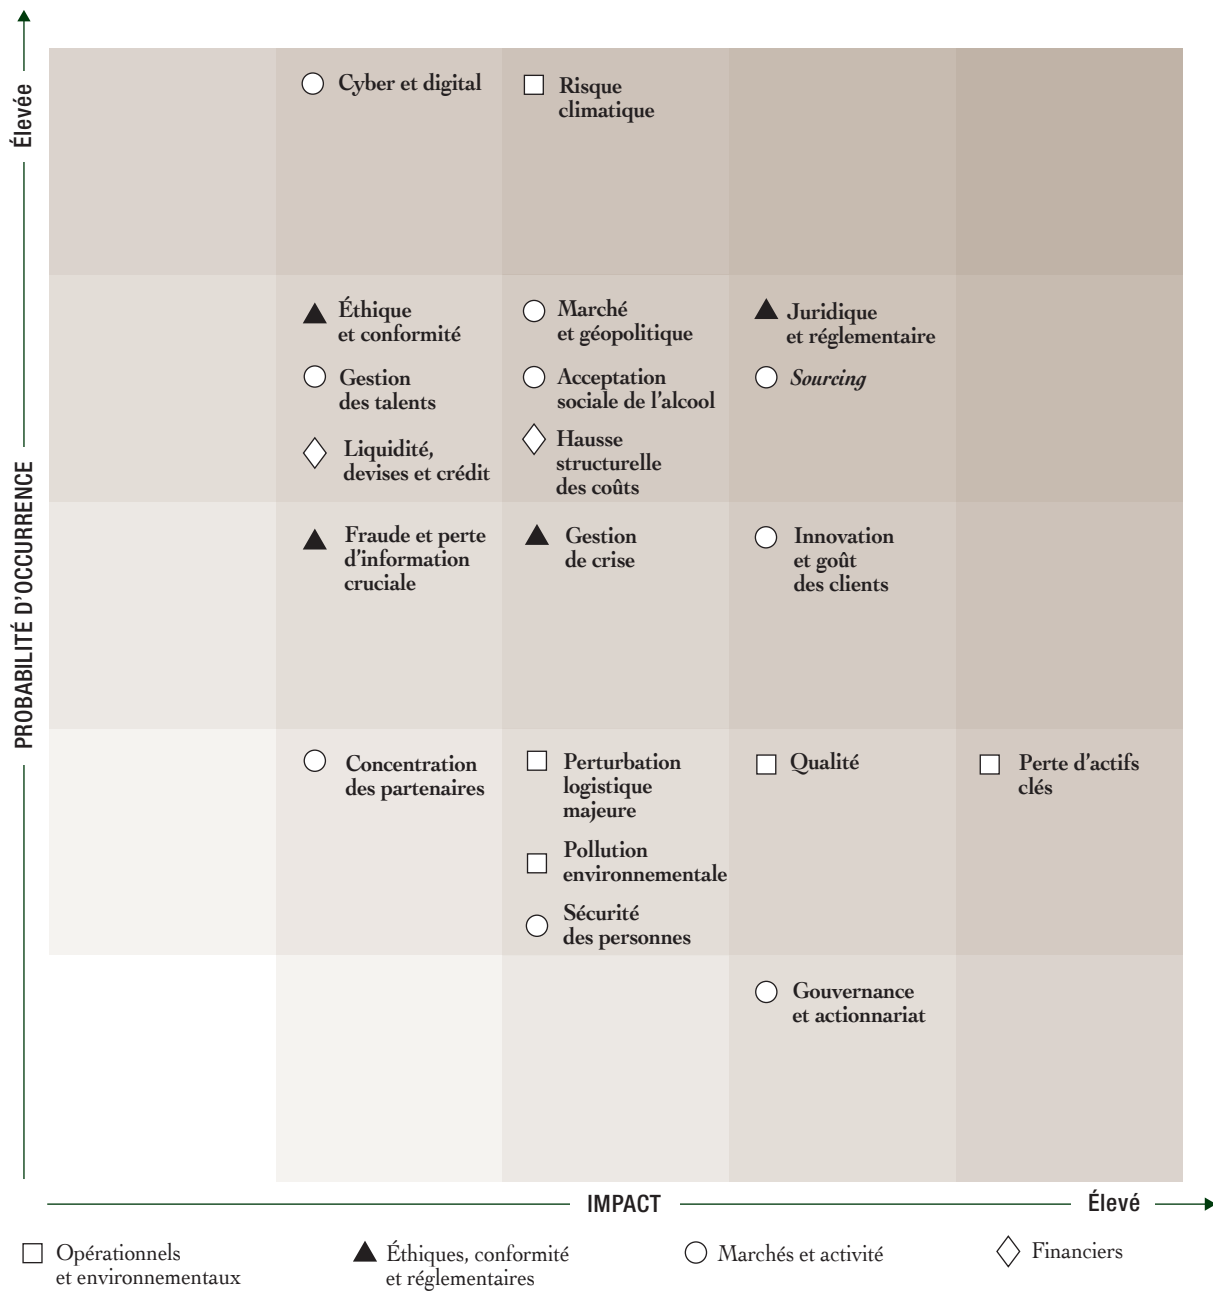 Élevée
PROBABILITÉ D'OCCURRENCE
Cyber et digital
Risque
climatique
Éthique
et conformité
Marché
et géopolitique
Juridique
et réglementaire
Gestion
des talents
Acceptation
sociale de l'alcool
Sourcing
Liquidité,
devises et crédit
Hausse
structurelle
des coûts
Fraude et perte
d'information
cruciale
Gestion
de crise
Innovation
et goût
des clients
Concentration
des partenaires
Perturbation
logistique
majeure
Qualité
Perte d'actifs
clés
Pollution
environnementale
Sécurité
des personnes
Gouvernance
et actionnariat
IMPACT
Élevé
Opérationnels
et environnementaux
Éthiques, conformité
et réglementaires
Marchés et activité
Financiers